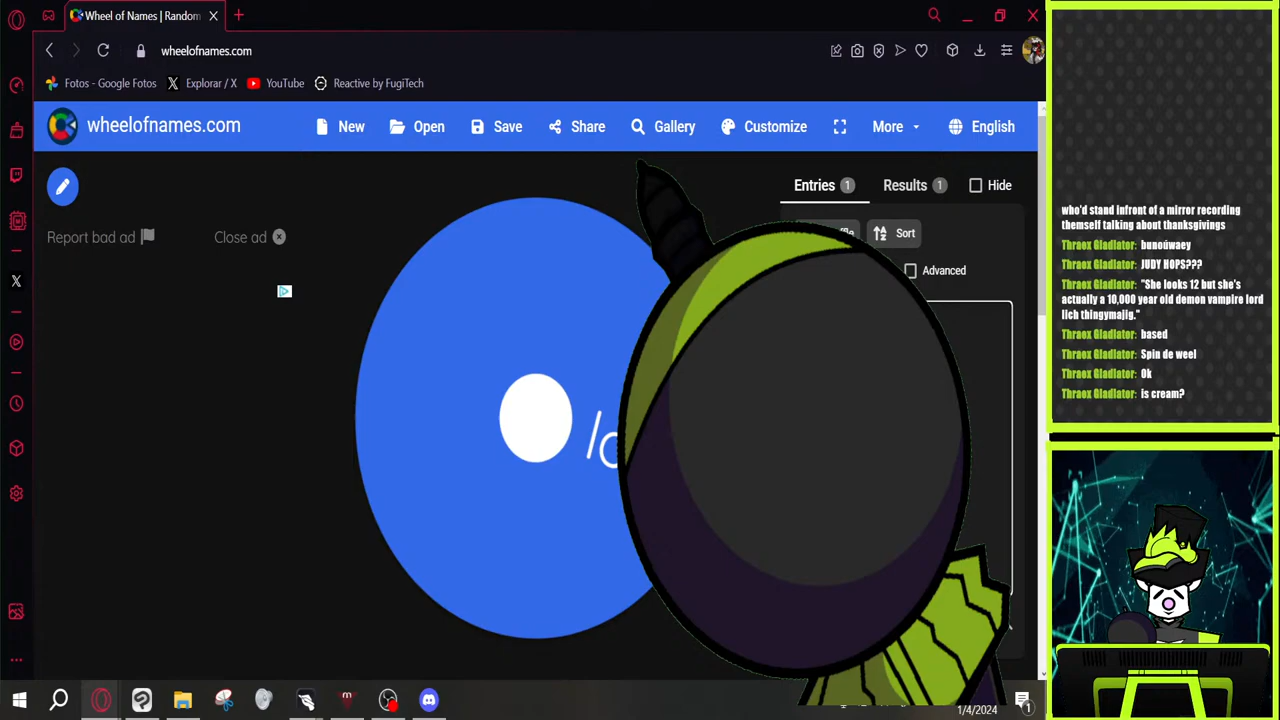 Wheel of Names | Random
wheelofnames.com
Fotos - Google Fotos
Explorar / X
YouTube
Reactive by FugiTech
wheelofnames.com
New
Open
Save
Share
Gallery
Customize
More
English
Entries 1
Results 1
Hide
Report bad ad
Close ad
Sort
Advanced
1/4/2024
1
who'd stand infront of a mirror recording
themself talking about thanksgivings
Thraex Gladiator: bunoúwaey
Thraex Gladiator: JUDY HOPS???
Thraex Gladiator: "She looks 12 but she's
actually a 10,000 year old demon vampire lord
lich thingymajig."
Thraex Gladiator: based
Thraex Gladiator: Spin de weel
Thraex Gladiator: Ok
Thraex Gladiator: is cream?